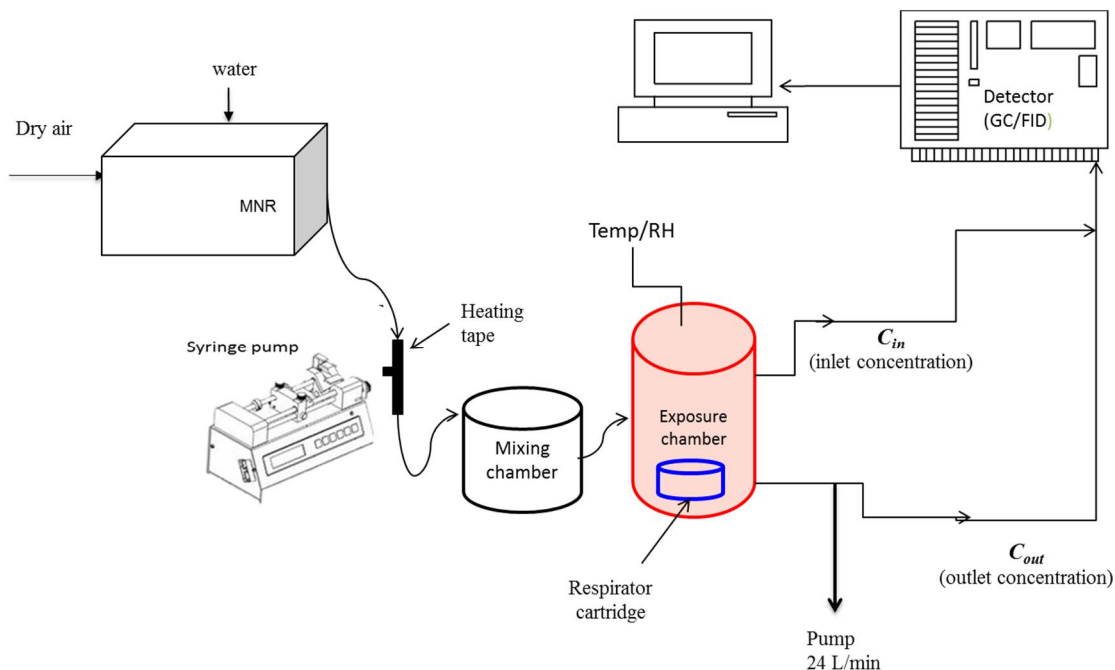 water
Dry air
MNR
Detector
(GC/FID)
Temp/RH
Heating
tape
Syringe pump
C_in
(inlet concentration)
Mixing
chamber
Exposure
chamber
C_out
(outlet concentration)
Respirator
cartridge
Pump
24 L/min